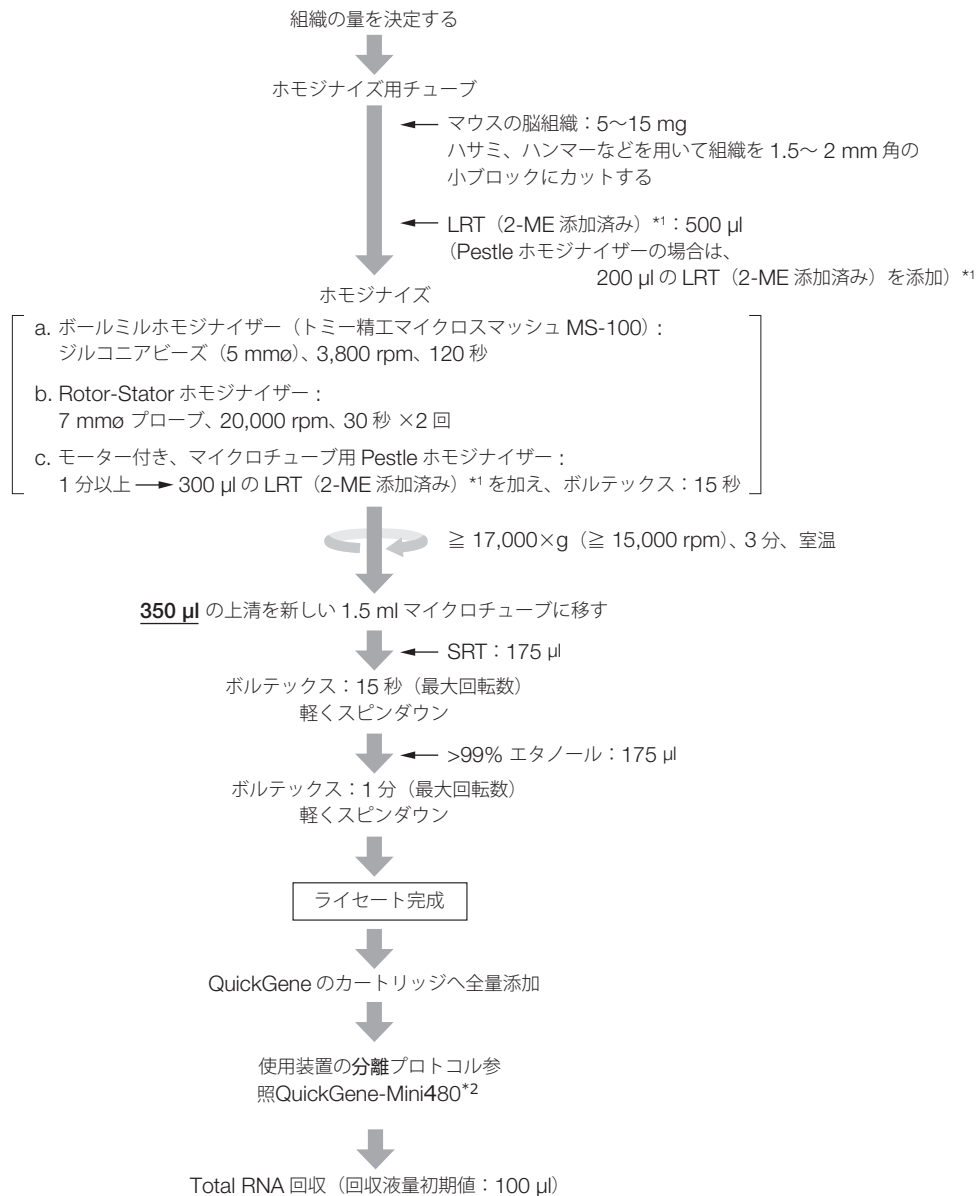 組織の量を決定する
ホモジナイズ用チューブ
マウスの脳組織：5～15 mg
ハサミ、ハンマーなどを用いて組織を 1.5～ 2 mm 角の
小ブロックにカットする
LRT（2-ME 添加済み）*1：500 μl
（Pestle ホモジナイザーの場合は、
200 μl の LRT（2-ME 添加済み）を添加）*1
ホモジナイズ
a. ボールミルホモジナイザー（トミー精工マイクロスマッシュ MS-100）:
ジルコニアビーズ（5 mmø）、3,800 rpm、120 秒
b. Rotor-Stator ホモジナイザー :
7 mmø プローブ、20,000 rpm、30 秒 ×2 回
c. モーター付き、マイクロチューブ用 Pestle ホモジナイザー :
1 分以上 → 300 μl の LRT（2-ME 添加済み）*1 を加え、ボルテックス：15 秒
≧ 17,000×g（≧ 15,000 rpm）、3 分、室温
350 μl の上清を新しい 1.5 ml マイクロチューブに移す
SRT：175 μl
ボルテックス：15 秒（最大回転数）
軽くスピンダウン
>99% エタノール：175 μl
ボルテックス：1 分（最大回転数）
軽くスピンダウン
ライセート完成
QuickGene のカートリッジへ全量添加
使用装置の分離プロトコル参
照QuickGene-Mini480*2
Total RNA 回収（回収液量初期値：100 μl）